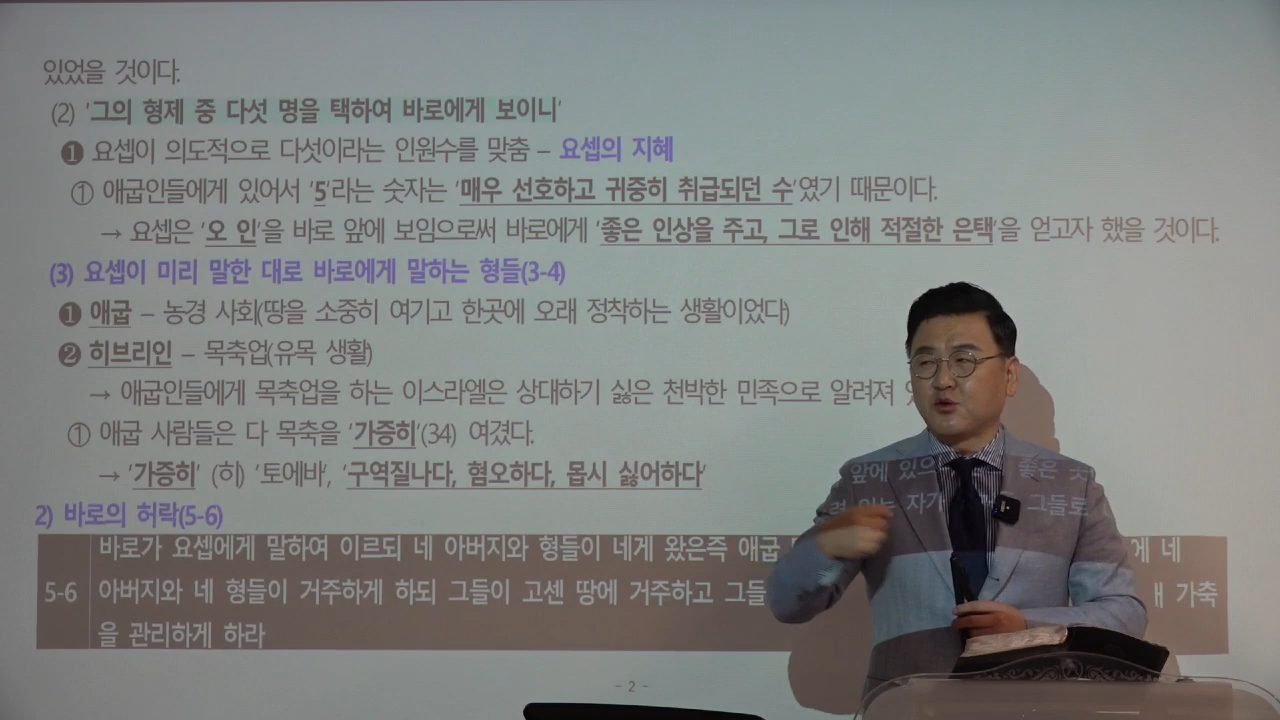 있었을 것이다.
(2) '그의 형제 중 다섯 명을 택하여 바로에게 보이니'
❶ 요셉이 의도적으로 다섯이라는 인원수를 맞춤 – 요셉의 지혜
① 애굽인들에게 있어서 '5'라는 숫자는 '매우 선호하고 귀중히 취급되던 수'였기 때문이다.
→ 요셉은 '오 인'을 바로 앞에 보임으로써 바로에게 '좋은 인상을 주고, 그로 인해 적절한 은택'을 얻고자 했을 것이다.
(3) 요셉이 미리 말한 대로 바로에게 말하는 형들(3-4)
❶ 애굽 – 농경 사회(땅을 소중히 여기고 한곳에 오래 정착하는 생활이었다)
❷ 히브리인 – 목축업(유목 생활)
→ 애굽인들에게 목축업을 하는 이스라엘은 상대하기 싫은 천박한 민족으로 알려져
① 애굽 사람들은 다 목축을 '가증히'(34) 여겼다.
→ '가증히' (히) '토에바', '구역질나다, 혐오하다, 몹시 싫어하다'
2) 바로의 허락(5-6)
바로가 요셉에게 말하여 이르되 네 아버지와 형들이 네게 왔은즉 애굽 앞에 있으 좋은 에 네
5-6 아버지와 네 형들이 거주하게 하되 그들이 고센 땅에 거주하고 그들 자가 그들로 내 가축
을 관리하게 하라
- 2 -